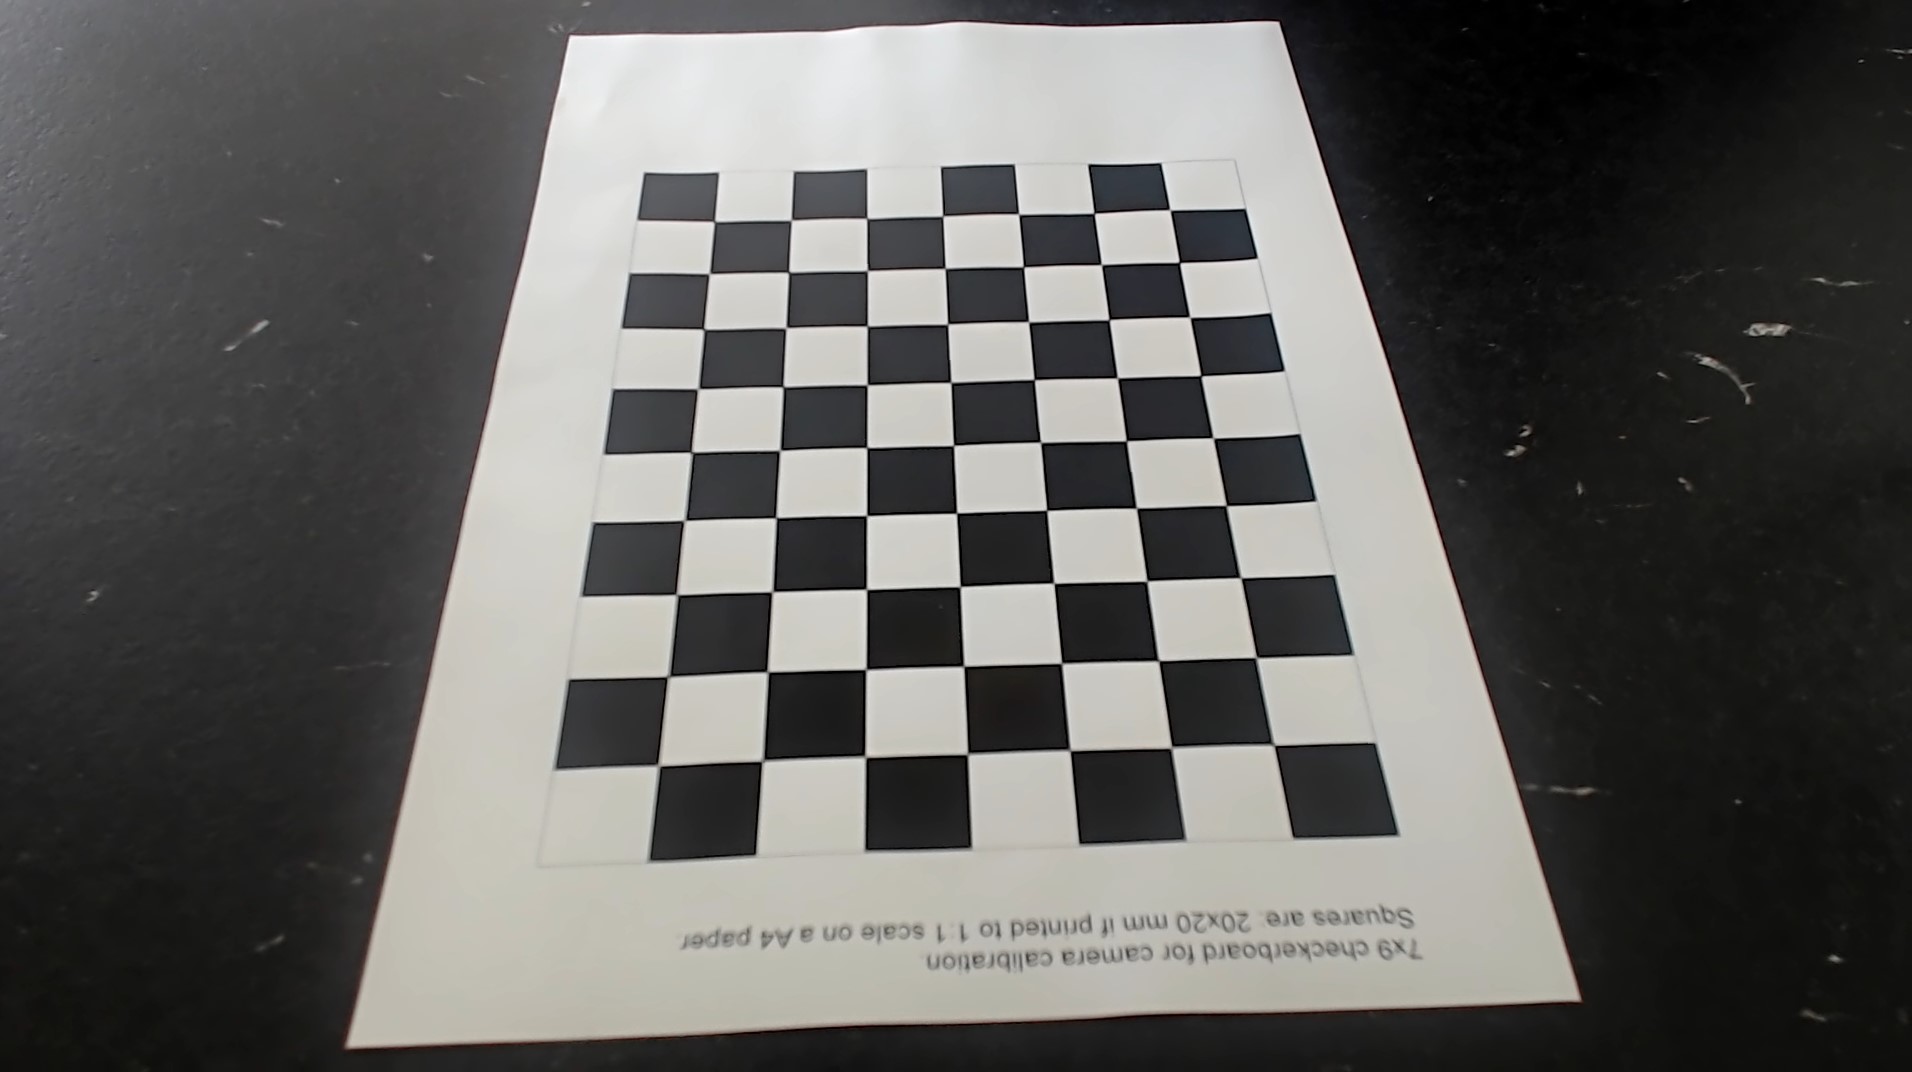 7x9 checkerboard for camera calibration.
Squares are: 20x20 mm if printed to 1:1 scale on a A4 paper.